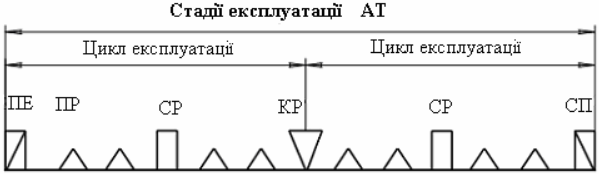 Стадії експлуатації АТ
Цикл експлуатації Цикл експлуатації
ПЕ ПР СР КР СР СП